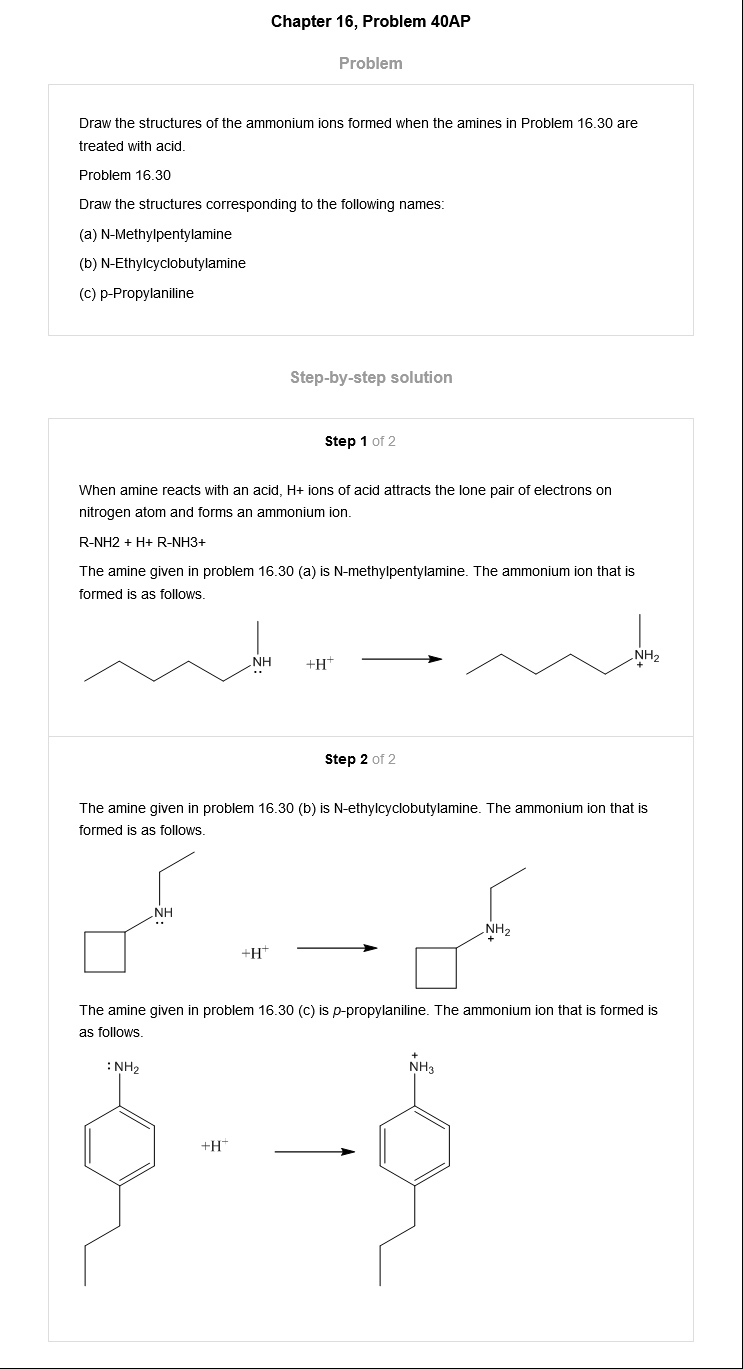 Chapter 16, Problem 40AP
Problem
Draw the structures of the ammonium ions formed when the amines in Problem 16.30 are
treated with acid.
Problem 16.30
Draw the structures corresponding to the following names:
(a) N-Methylpentylamine
(b) N-Ethylcyclobutylamine
(c) p-Propylaniline
Step-by-step solution
Step 1 of 2
When amine reacts with an acid, H+ ions of acid attracts the lone pair of electrons on
nitrogen atom and forms an ammonium ion.
R-NH2 + H+ R-NH3+
The amine given in problem 16.30 (a) is N-methylpentylamine. The ammonium ion that is
formed is as follows.
NH +H⁺ NH₂
+
Step 2 of 2
The amine given in problem 16.30 (b) is N-ethylcyclobutylamine. The ammonium ion that is
formed is as follows.
NH
NH₂
+
+H⁺
The amine given in problem 16.30 (c) is p-propylaniline. The ammonium ion that is formed is
as follows.
+
:NH₂ NH₃
+H⁺